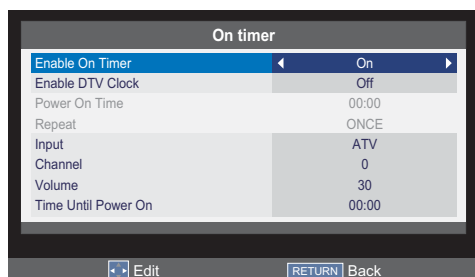 On timer
Enable On Timer On
Enable DTV Clock Off
Power On Time 00:00
Repeat ONCE
Input ATV
Channel 0
Volume 30
Time Until Power On 00:00
Edit RETURN Back